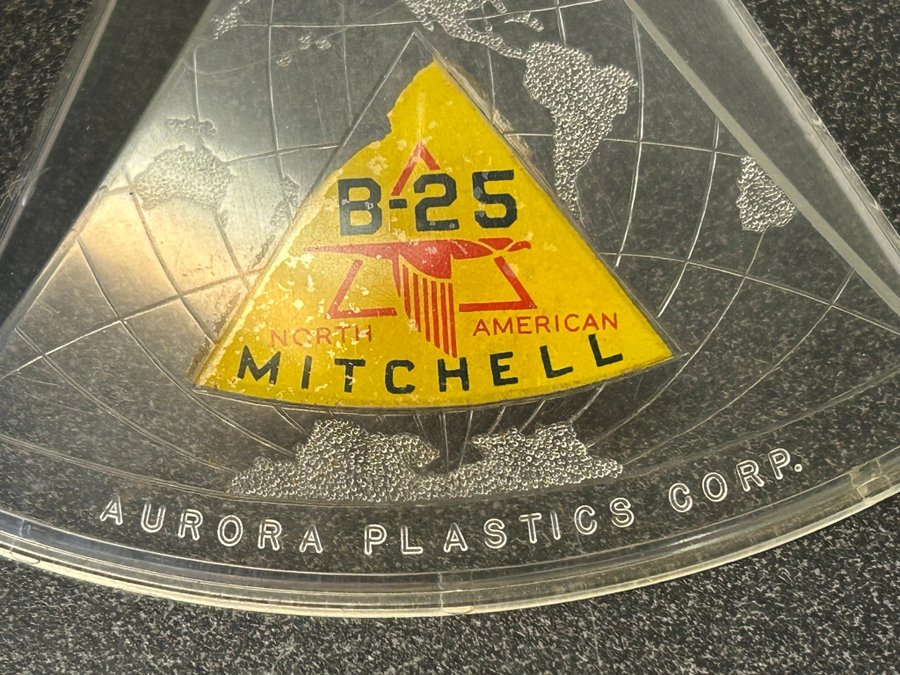 B-25
NORTH AMERICAN
MITCHELL
AURORA PLASTICS CORP.